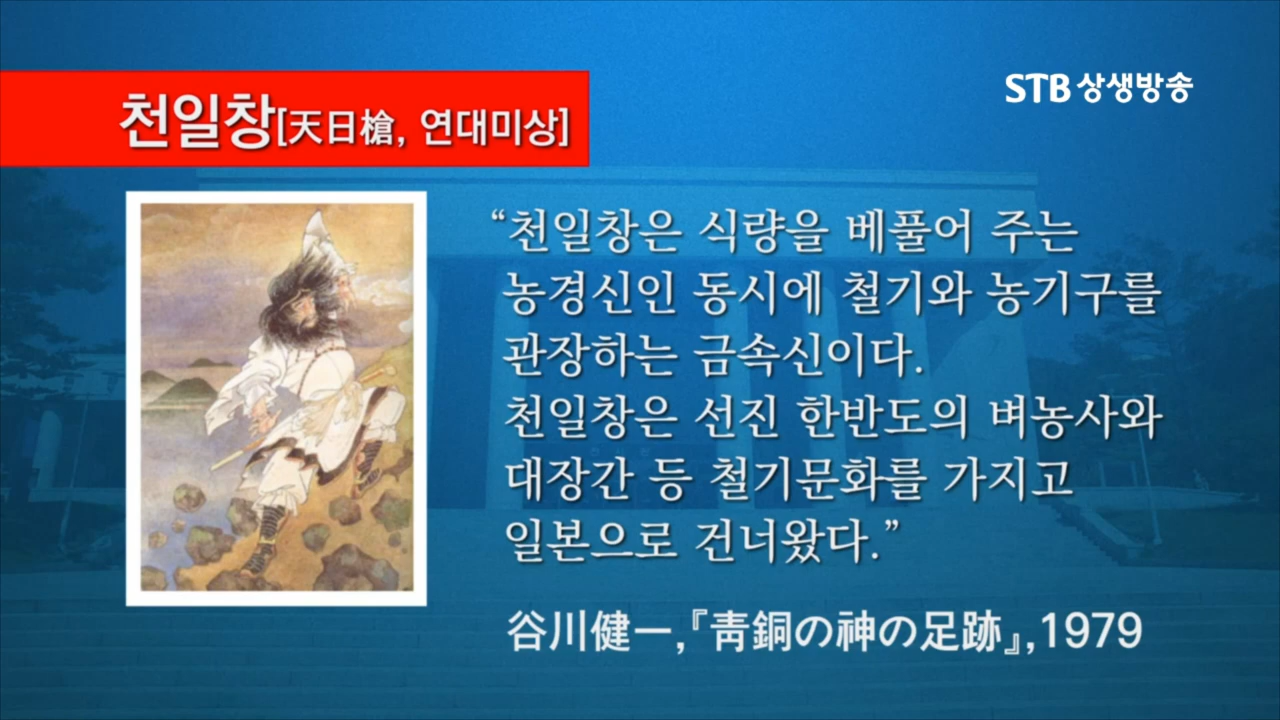 STB 상생방송
천일창[天日槍, 연대미상]
“천일창은 식량을 베풀어 주는
농경신인 동시에 철기와 농기구를
관장하는 금속신이다.
천일창은 선진 한반도의 벼농사와
대장간 등 철기문화를 가지고
일본으로 건너왔다.”
谷川健一,『靑銅の神の足跡』,1979